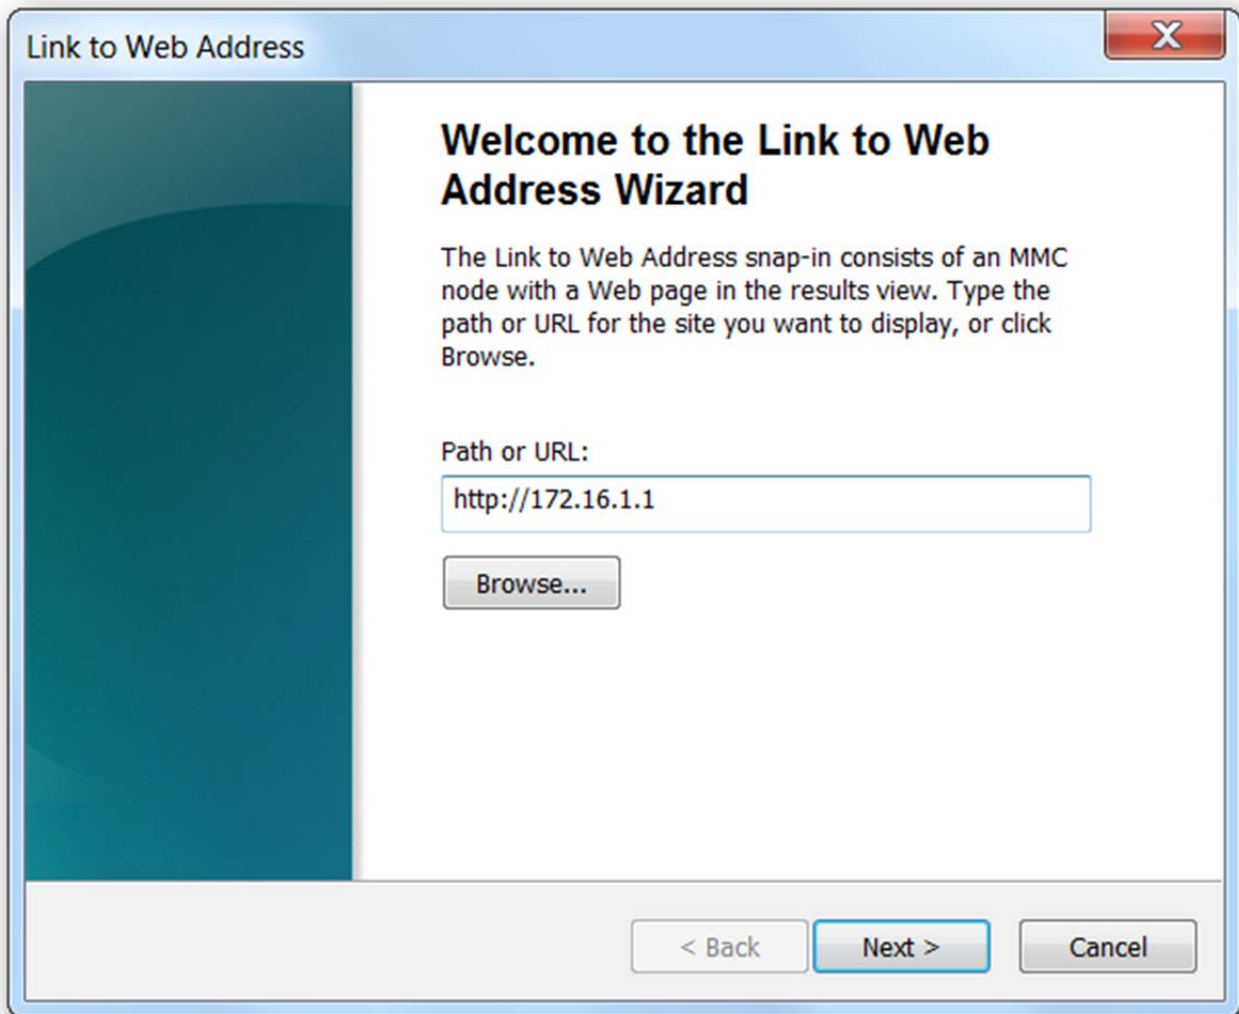 Link to Web Address
Welcome to the Link to Web
Address Wizard
The Link to Web Address snap-in consists of an MMC
node with a Web page in the results view. Type the
path or URL for the site you want to display, or click
Browse.
Path or URL:
http://172.16.1.1
Browse...
< Back Next > Cancel